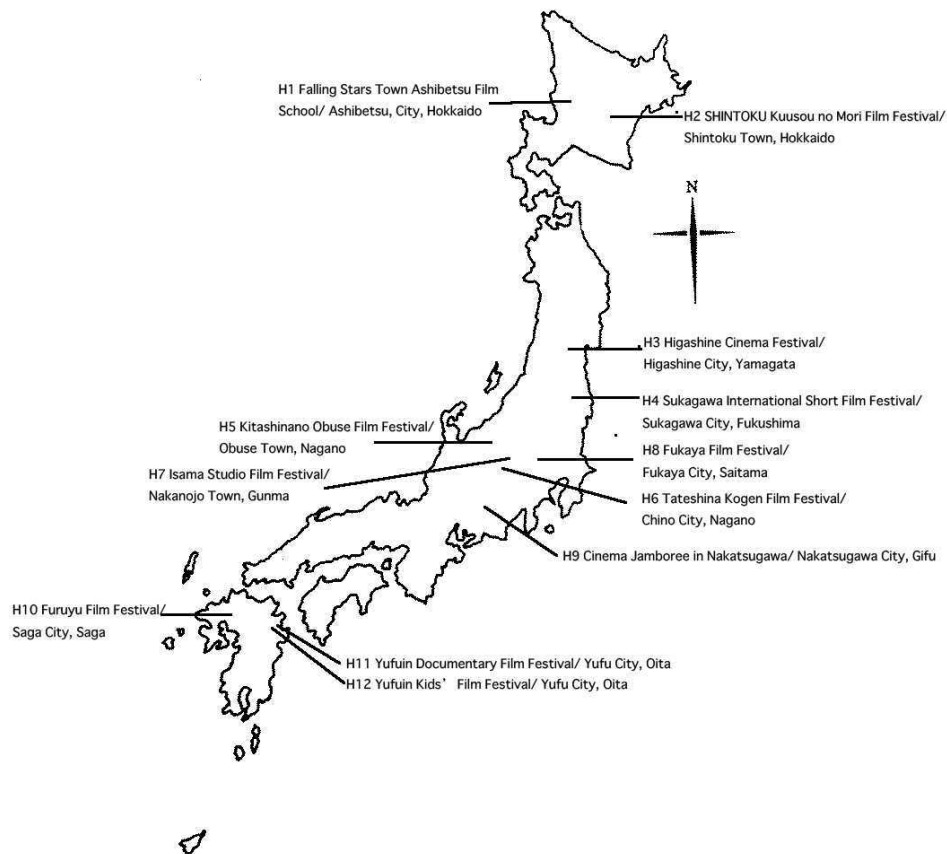 H1 Falling Stars Town Ashibetsu Film
School/ Ashibetsu, City, Hokkaido
H2 SHINTOKU Kuusou no Mori Film Festival/
Shintoku Town, Hokkaido
N
H3 Higashine Cinema Festival/
Higashine City, Yamagata
H4 Sukagawa International Short Film Festival/
Sukagawa City, Fukushima
H5 Kitashinano Obuse Film Festival/
Obuse Town, Nagano
H8 Fukaya Film Festival/
Fukaya City, Saitama
H7 Isama Studio Film Festival/
Nakanojo Town, Gunma
H6 Tateshina Kogen Film Festival/
Chino City, Nagano
H9 Cinema Jamboree in Nakatsugawa/ Nakatsugawa City, Gifu
H10 Furuyu Film Festival/
Saga City, Saga
H11 Yufuin Documentary Film Festival/ Yufu City, Oita
H12 Yufuin Kids’ Film Festival/ Yufu City, Oita